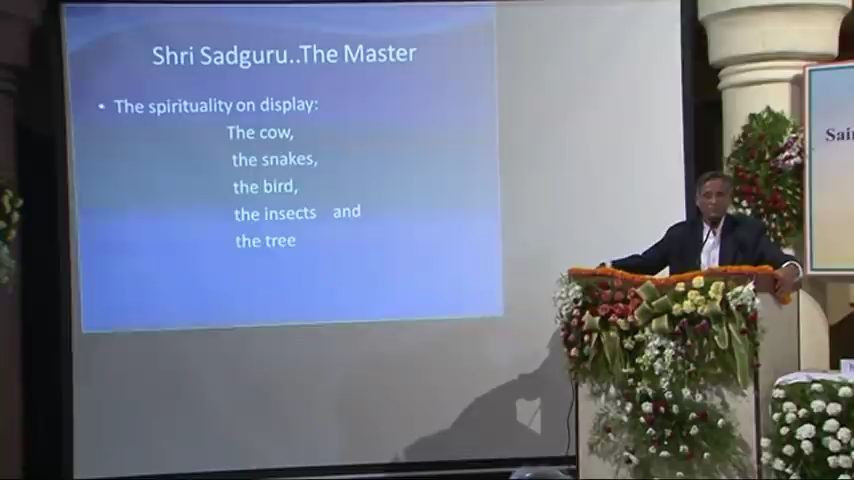 Shri Sadguru..The Master
• The spirituality on display:
The cow,
the snakes,
the bird,
the insects and
the tree